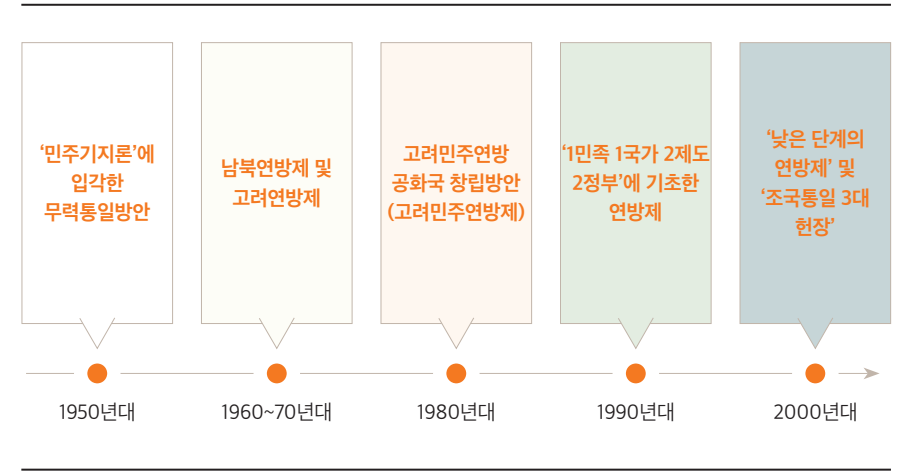 ‘민주기지론’에
입각한
무력통일방안
남북연방제 및
고려연방제
고려민주연방
공화국 창립방안
(고려민주연방제)
‘1민족 1국가 2제도
2정부’에 기초한
연방제
‘낮은 단계의
연방제’ 및
‘조국통일 3대
헌장’
1950년대
1960~70년대
1980년대
1990년대
2000년대